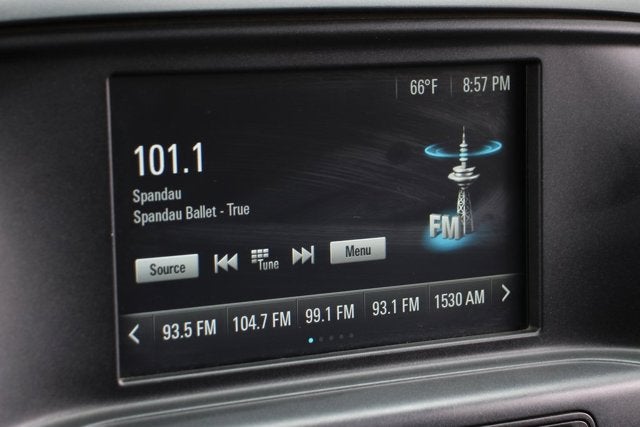 66°F 8:57 PM
101.1
Spandau
Spandau Ballet - True
FM
Source Tune Menu
93.5 FM 104.7 FM 99.1 FM 93.1 FM 1530 AM